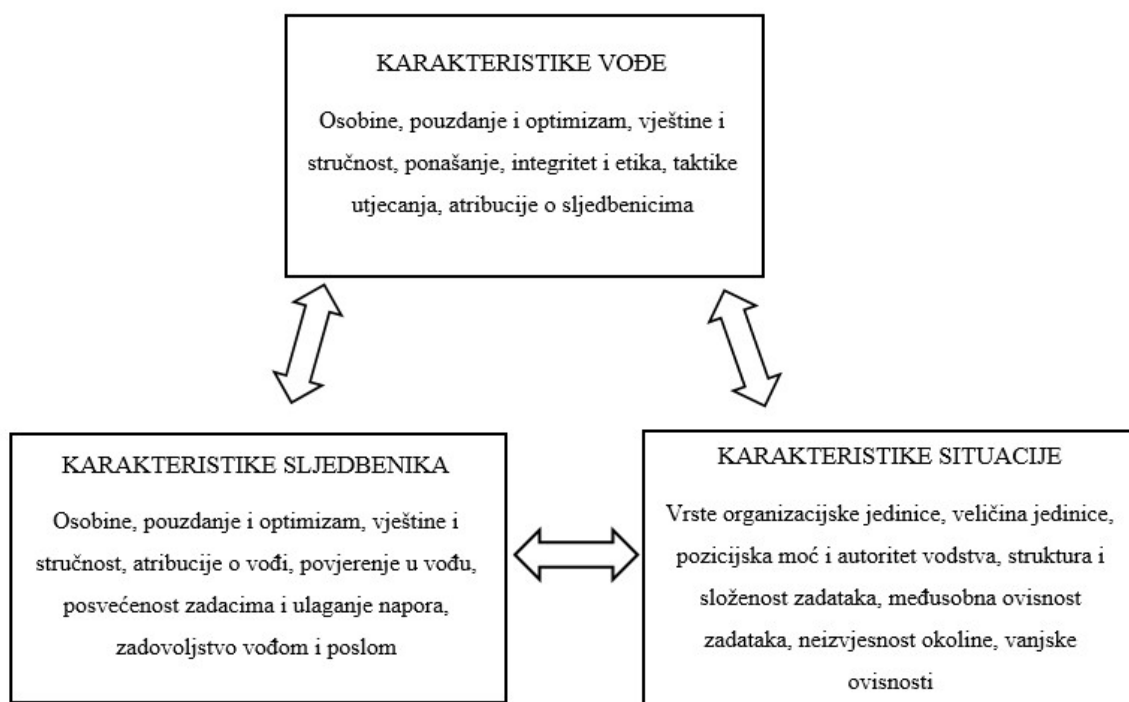 KARAKTERISTIKE VOĐE
Osobine, pouzdanje i optimizam, vještine i
stručnost, ponašanje, integritet i etika, taktike
utjecanja, atribucije o sljedbenicima
KARAKTERISTIKE SLJEDBENIKA
Osobine, pouzdanje i optimizam, vještine i
stručnost, atribucije o vođi, povjerenje u vođu,
posvećenost zadacima i ulaganje napora,
zadovoljstvo vođom i poslom
KARAKTERISTIKE SITUACIJE
Vrste organizacijske jedinice, veličina jedinice,
pozicijska moć i autoritet vodstva, struktura i
složenost zadataka, međusobna ovisnost
zadataka, neizvjesnost okoline, vanjske
ovisnosti